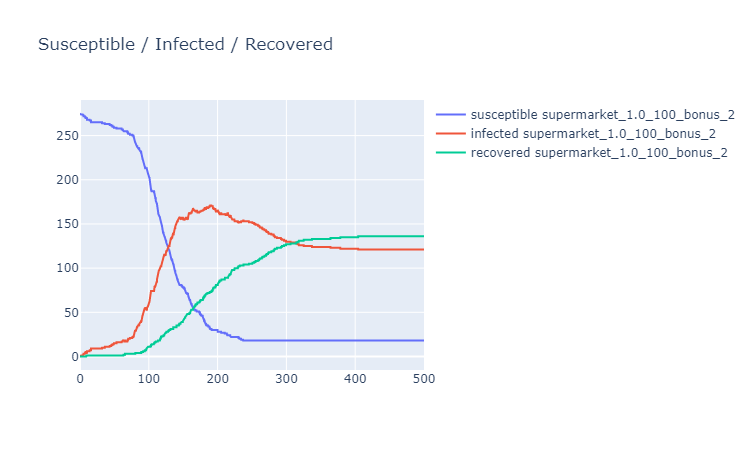 Susceptible / Infected / Recovered
susceptible supermarket_1.0_100_bonus_2
infected supermarket_1.0_100_bonus_2
recovered supermarket_1.0_100_bonus_2
250
200
150
100
50
0
0 100 200 300 400 500